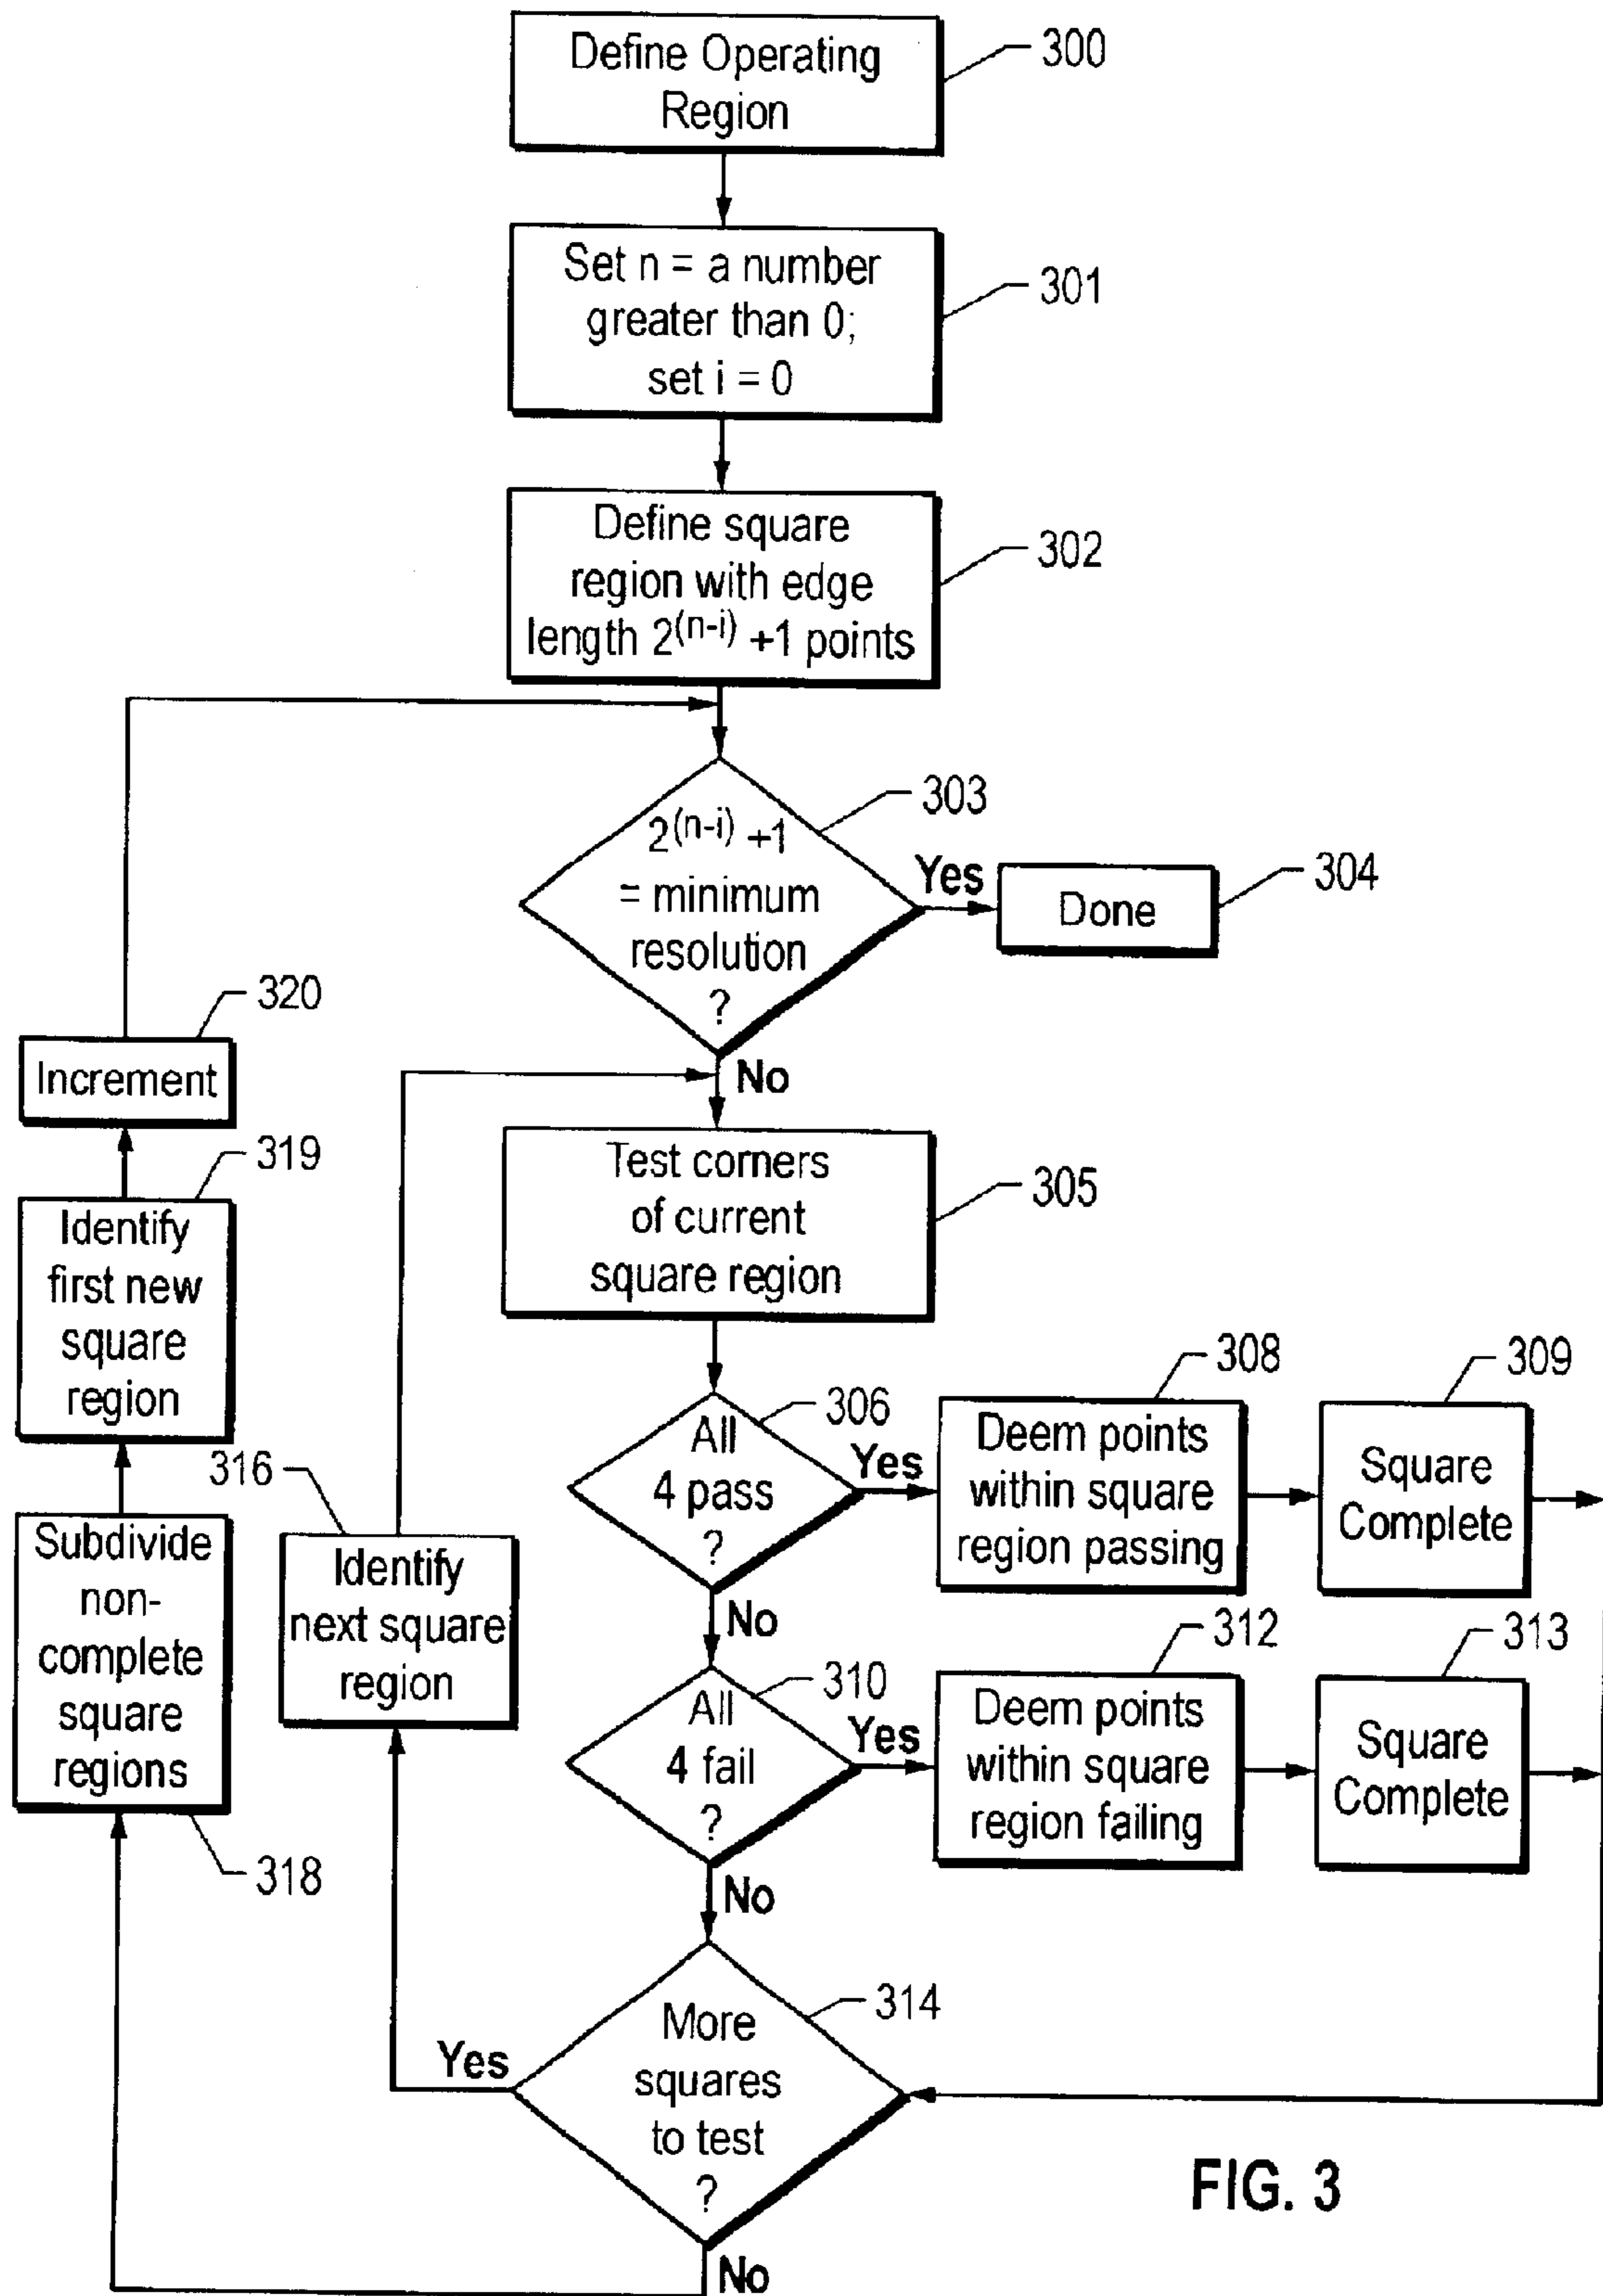 Define Operating
Region
300
Set n = a number
greater than 0;
set i = 0
301
Define square
region with edge
length 2^(n-i) +1 points
302
2^(n-i) +1
= minimum
resolution
?
303
Yes
Done
304
No
320
Increment
319
Identify
first new
square
region
Test corners
of current
square region
305
All
4 pass
?
306
Yes
308
Deem points
within square
region passing
309
Square
Complete
316
Identify
next square
region
Subdivide
non-
complete
square
regions
318
No
All
4 fail
?
310
Yes
312
Deem points
within square
region failing
313
Square
Complete
No
More
squares
to test
?
314
Yes
No
FIG. 3